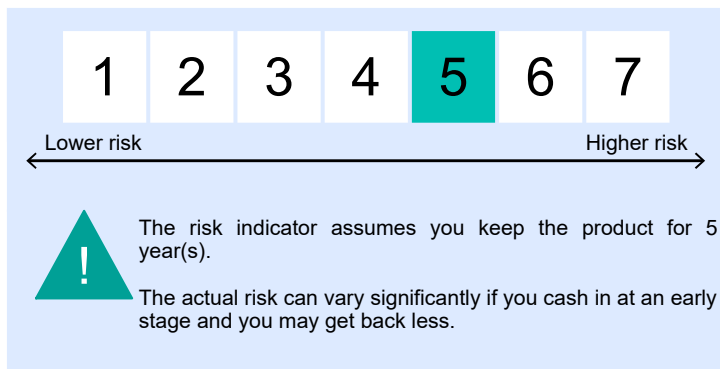 1 2 3 4 5 6 7
Lower risk Higher risk
!
The risk indicator assumes you keep the product for 5
year(s).
The actual risk can vary significantly if you cash in at an early
stage and you may get back less.